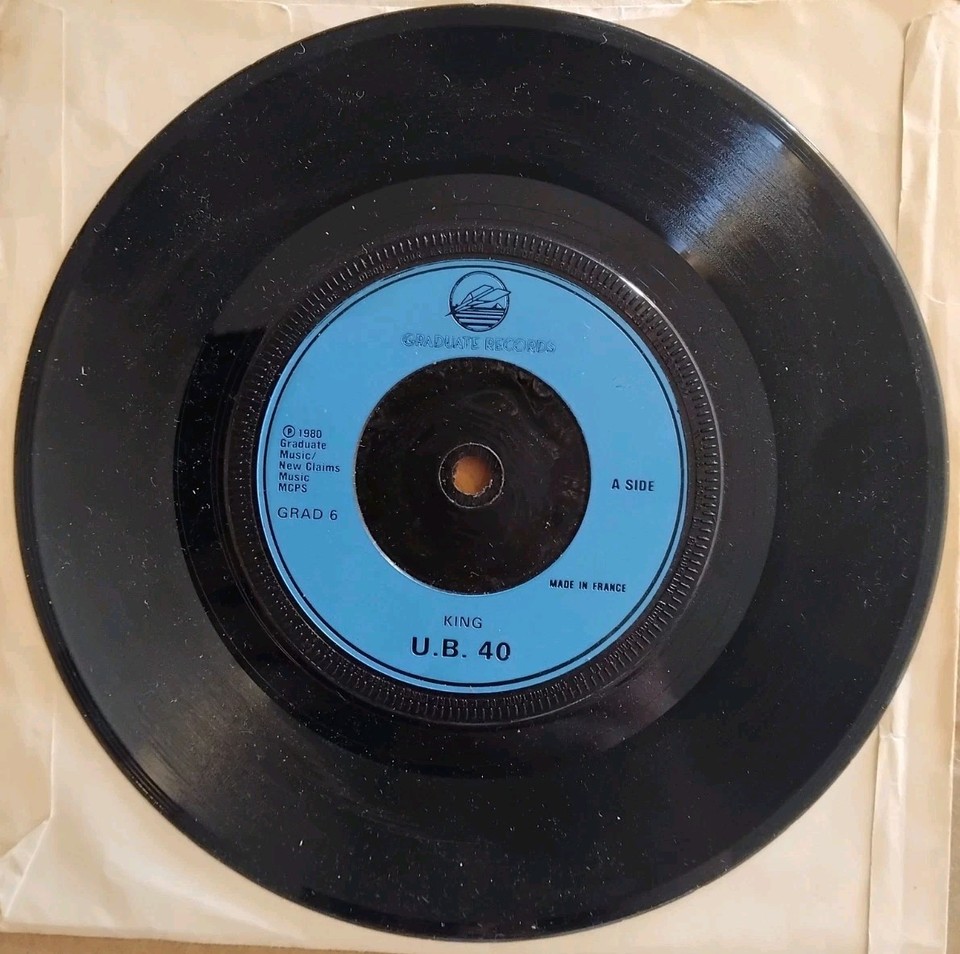 GRADUATE RECORDS
℗ 1980
Graduate
Music/
New Claims
Music
MCPS
GRAD 6
A SIDE
MADE IN FRANCE
KING
U.B. 40